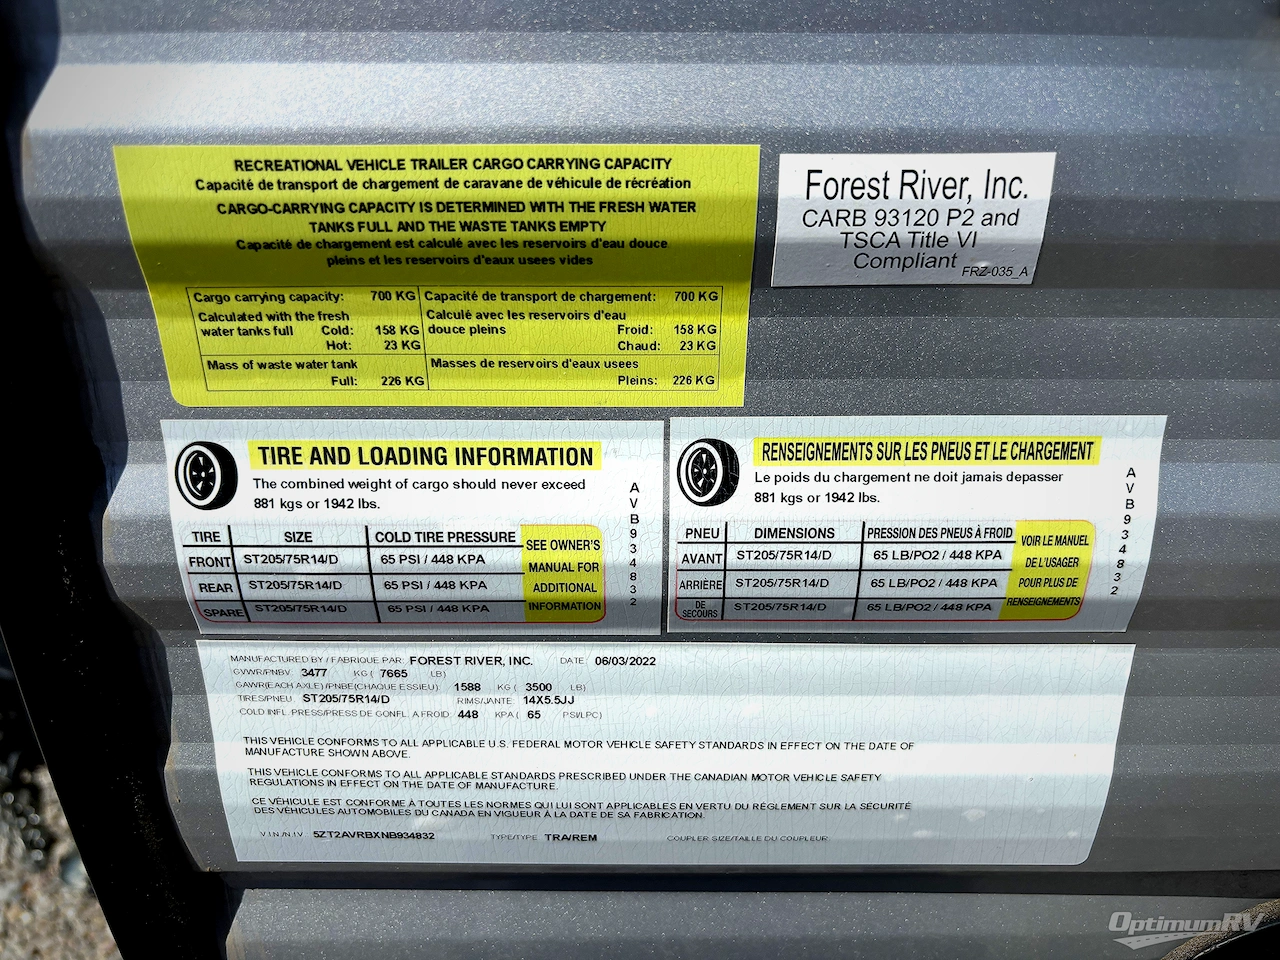 RECREATIONAL VEHICLE TRAILER CARGO CARRYING CAPACITY
Capacité de transport de chargement de caravane de véhicule de récréation
CARGO-CARRYING CAPACITY IS DETERMINED WITH THE FRESH WATER
TANKS FULL AND THE WASTE TANKS EMPTY
Capacité de chargement est calculé avec les reservoirs d'eau douce
pleins et les reservoirs d'eaux usees vides
Cargo carrying capacity: 700 KG Capacité de transport de chargement: 700 KG
Calculated with the fresh Calculé avec les reservoirs d'eau
water tanks full Cold: 158 KG douce pleins Froid: 158 KG
Hot: 23 KG Chaud: 23 KG
Mass of waste water tank Masses de reservoirs d'eaux usees
Full: 226 KG Pleins: 226 KG
Forest River, Inc.
CARB 93120 P2 and
TSCA Title VI
Compliant
FRZ-035_A
TIRE AND LOADING INFORMATION
The combined weight of cargo should never exceed
881 kgs or 1942 lbs.
TIRE SIZE COLD TIRE PRESSURE
FRONT ST205/75R14/D 65 PSI / 448 KPA
REAR ST205/75R14/D 65 PSI / 448 KPA
SPARE ST205/75R14/D 65 PSI / 448 KPA
SEE OWNER'S
MANUAL FOR
ADDITIONAL
INFORMATION
AVB934832
RENSEIGNEMENTS SUR LES PNEUS ET LE CHARGEMENT
Le poids du chargement ne doit jamais depasser
881 kgs or 1942 lbs.
PNEU DIMENSIONS PRESSION DES PNEUS À FROID
AVANT ST205/75R14/D 65 LB/PO2 / 448 KPA
ARRIÈRE ST205/75R14/D 65 LB/PO2 / 448 KPA
DE SECOURS ST205/75R14/D 65 LB/PO2 / 448 KPA
VOIR LE MANUEL
DE L'USAGER
POUR PLUS DE
RENSEIGNEMENTS
AVB934832
MANUFACTURED BY / FABRIQUE PAR: FOREST RIVER, INC. DATE: 06/03/2022
GVWR/PNBV: 3477 KG ( 7665 LB)
GAWR(EACH AXLE)/PNBE(CHAQUE ESSIEU): 1588 KG ( 3500 LB)
TIRES/PNEU: ST205/75R14/D RIMS/JANTE: 14X5.5JJ
COLD INFL. PRESS/PRESS DE GONFL. A FROID: 448 KPA ( 65 PSI/LPC)
THIS VEHICLE CONFORMS TO ALL APPLICABLE U.S. FEDERAL MOTOR VEHICLE SAFETY STANDARDS IN EFFECT ON THE DATE OF
MANUFACTURE SHOWN ABOVE.
THIS VEHICLE CONFORMS TO ALL APPLICABLE STANDARDS PRESCRIBED UNDER THE CANADIAN MOTOR VEHICLE SAFETY
REGULATIONS IN EFFECT ON THE DATE OF MANUFACTURE.
CE VÉHICULE EST CONFORME À TOUTES LES NORMES QUI LUI SONT APPLICABLES EN VERTU DU RÉGLEMENT SUR LA SÉCURITÉ
DES VÉHICULES AUTOMOBILES DU CANADA EN VIGUEUR À LA DATE DE SA FABRICATION.
V.I.N./N.I.V: 5ZT2AVRBXNB934832 TYPE/TYPE: TRA/REM COUPLER SIZE/TAILLE DU COUPLEUR
OptimumRV